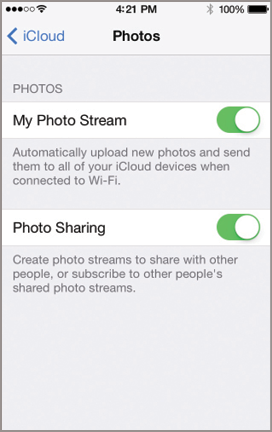 4:21 PM 100%
iCloud Photos
PHOTOS
My Photo Stream
Automatically upload new photos and send
them to all of your iCloud devices when
connected to Wi-Fi.
Photo Sharing
Create photo streams to share with other
people, or subscribe to other people's
shared photo streams.